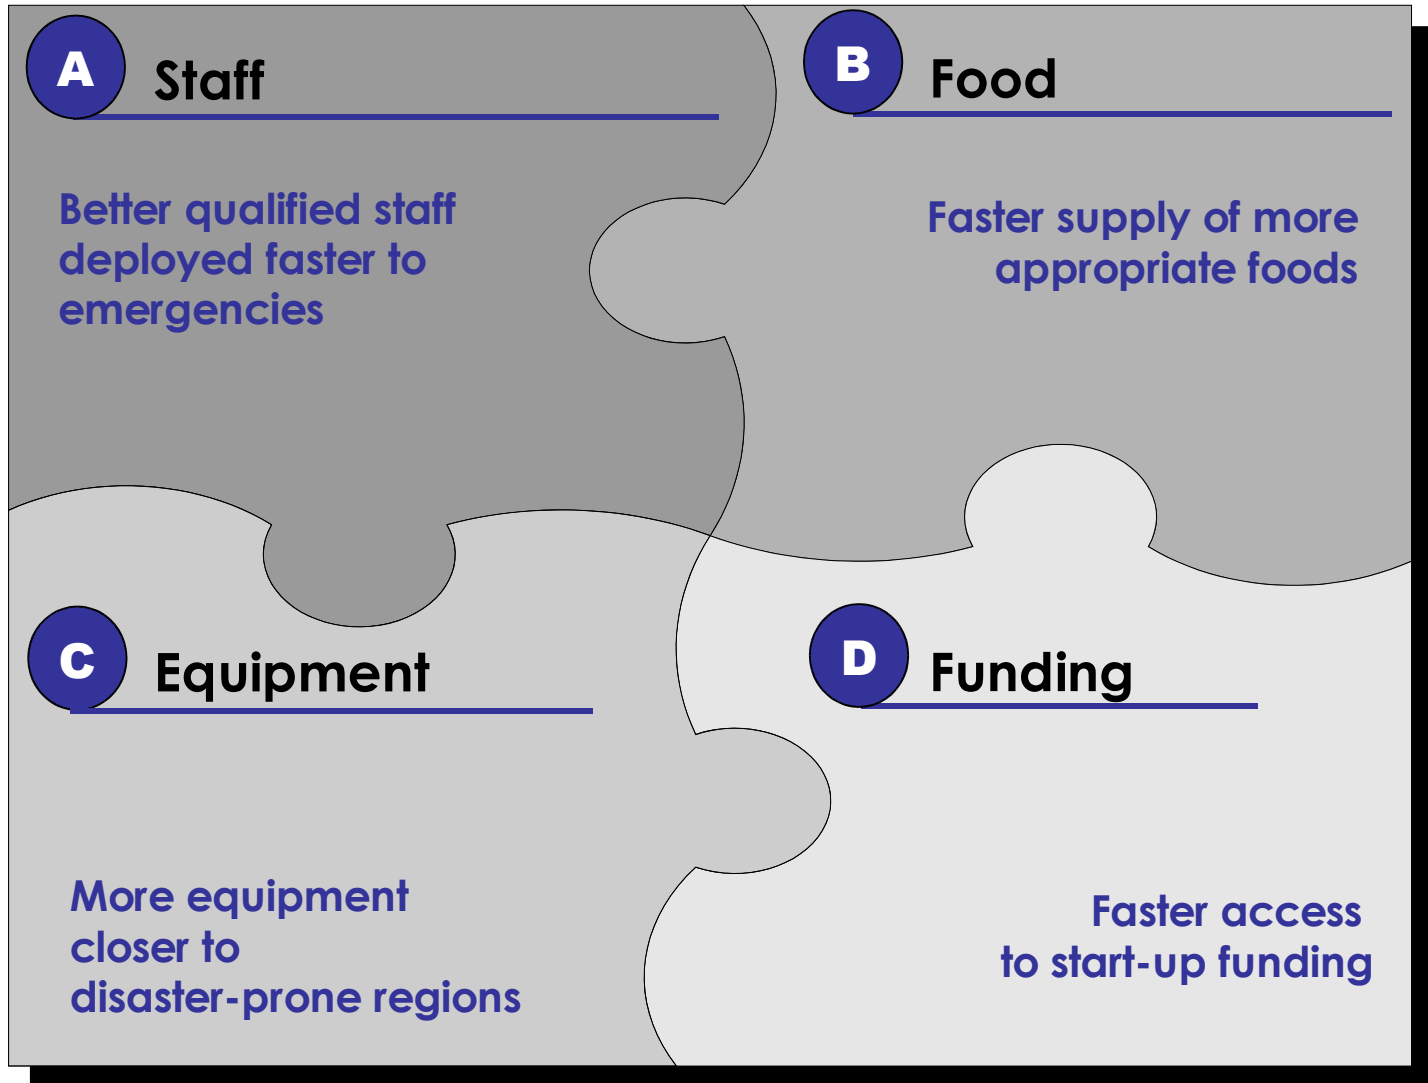 A Staff
Better qualified staff
deployed faster to
emergencies
B Food
Faster supply of more
appropriate foods
C Equipment
More equipment
closer to
disaster-prone regions
D Funding
Faster access
to start-up funding